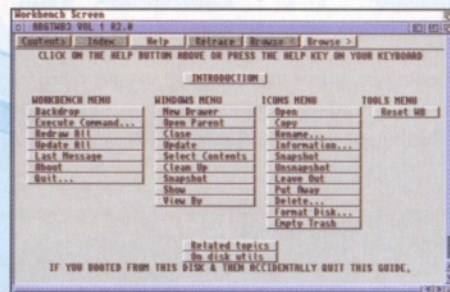 Workbench Screen
RBGTWB3 VOL 1 R2.0
Contents Index Help Retrace Browse < Browse >
CLICK ON THE HELP BUTTON ABOVE OR PRESS THE HELP KEY ON YOUR KEYBOARD
INTRODUCTION
WORKBENCH MENU
Backdrop
Execute Command...
Redraw All
Update All
Last Message
About
Quit...
WINDOWS MENU
New Drawer
Open Parent
Close
Update
Select Contents
Clean Up
Snapshot
Show
View By
ICONS MENU
Open
Copy
Rename...
Information...
Snapshot
Unsnapshot
Leave Out
Put Away
Delete...
Format Disk...
Empty Trash
TOOLS MENU
Reset WB
Related topics
On disk utils
IF YOU BOOTED FROM THIS DISK & THEN ACCIDENTALLY QUIT THIS GUIDE,